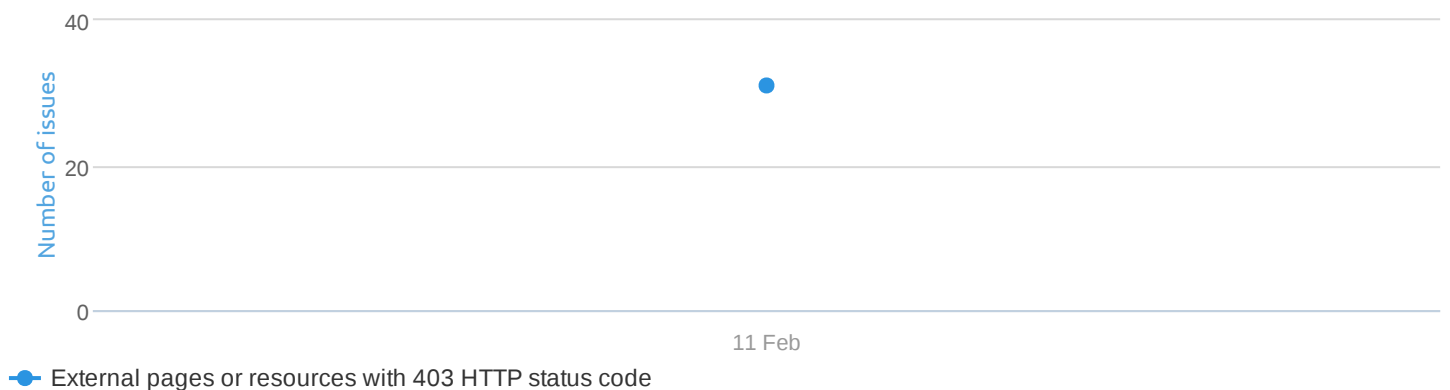 40
Number of issues
20
0
11 Feb
External pages or resources with 403 HTTP status code